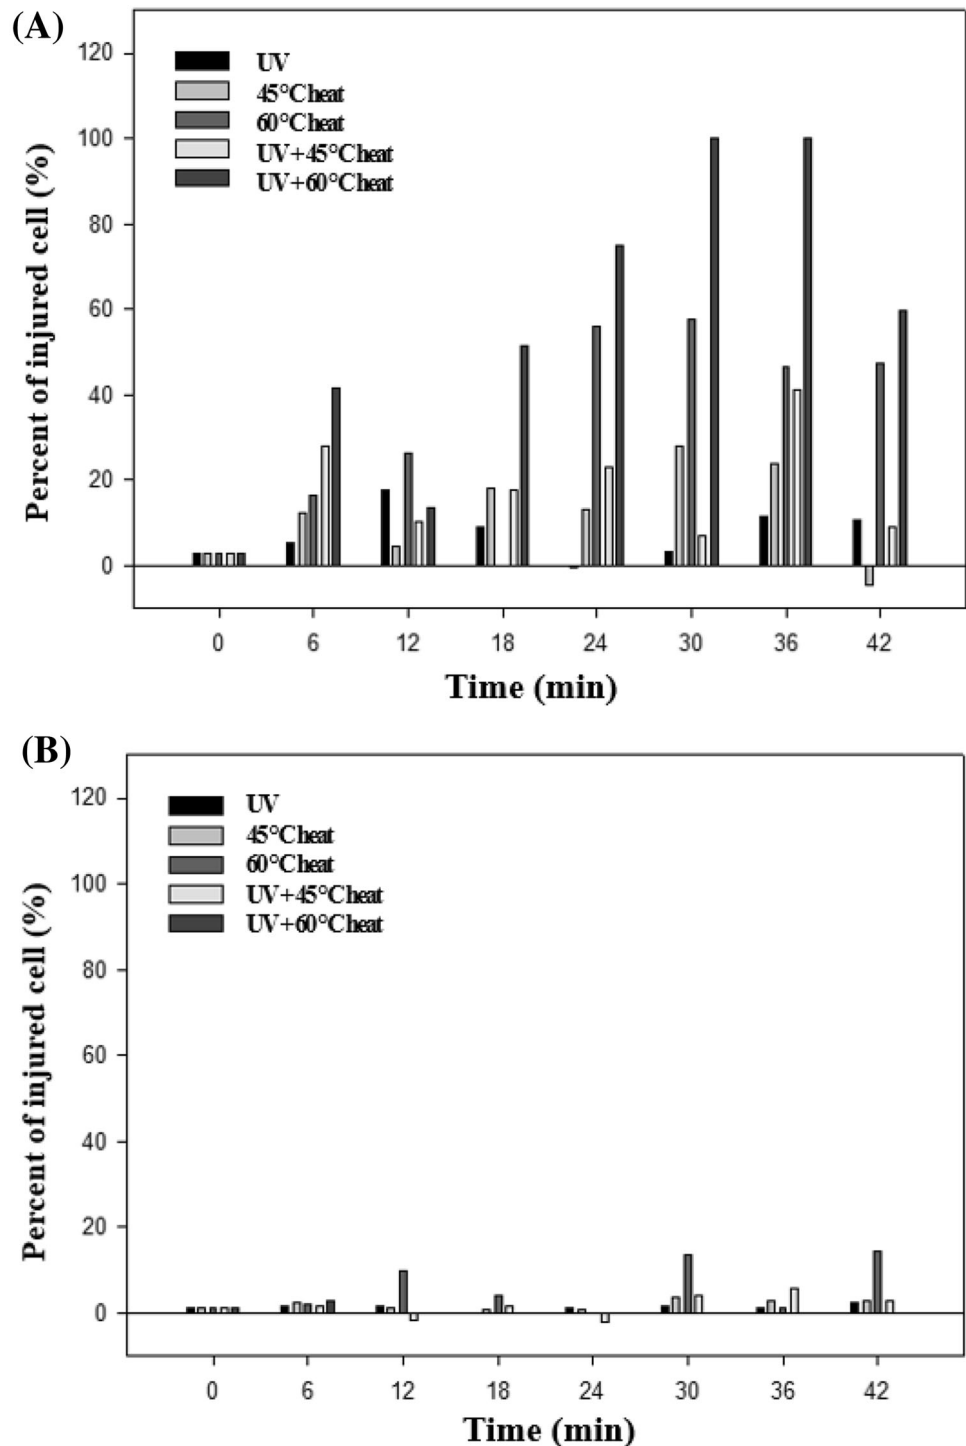 (A)
120
100
80
60
40
20
0
Percent of injured cell (%)
UV
45°Cheat
60°Cheat
UV+45°Cheat
UV+60°Cheat
0 6 12 18 24 30 36 42
Time (min)
(B)
120
100
80
60
40
20
0
Percent of injured cell (%)
UV
45°Cheat
60°Cheat
UV+45°Cheat
UV+60°Cheat
0 6 12 18 24 30 36 42
Time (min)